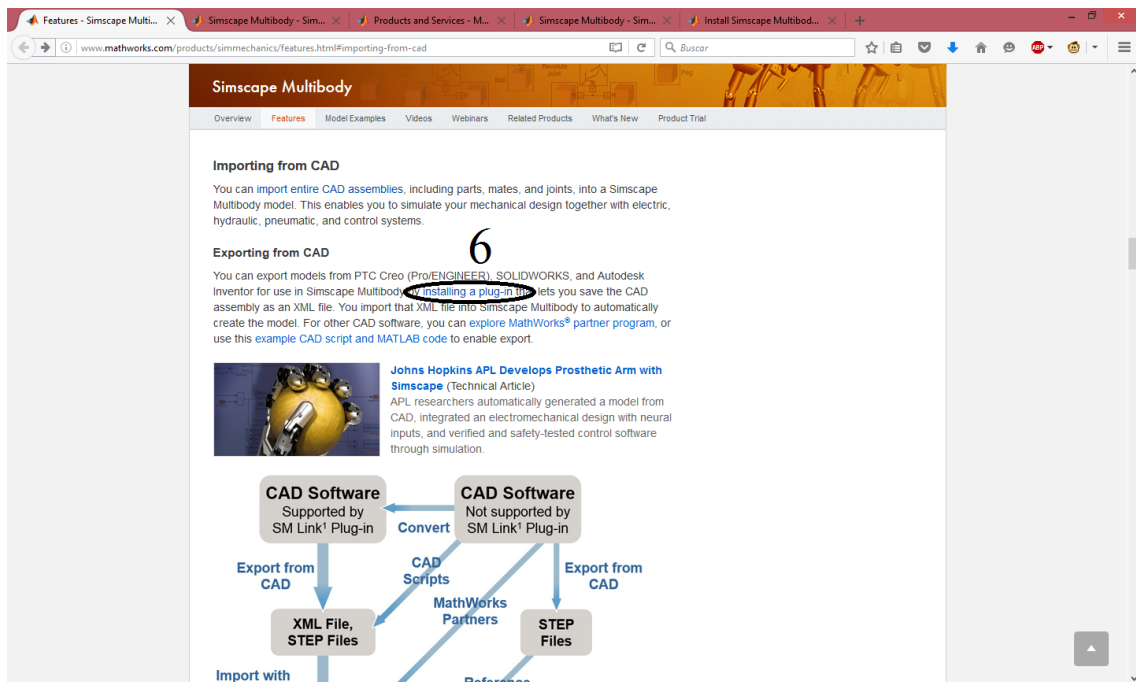 Features - Simscape Multi...
Simscape Multibody - Sim...
Products and Services - M...
Simscape Multibody - Sim...
Install Simscape Multibod...
www.mathworks.com/products/simmechanics/features.html#importing-from-cad
Buscar
ABP
Simscape Multibody
Overview Features Model Examples Videos Webinars Related Products What's New Product Trial
Importing from CAD
You can import entire CAD assemblies, including parts, mates, and joints, into a Simscape
Multibody model. This enables you to simulate your mechanical design together with electric,
hydraulic, pneumatic, and control systems.
6
Exporting from CAD
You can export models from PTC Creo (Pro/ENGINEER), SOLIDWORKS, and Autodesk
Inventor for use in Simscape Multibody by installing a plug-in that lets you save the CAD
assembly as an XML file. You import that XML file into Simscape Multibody to automatically
create the model. For other CAD software, you can explore MathWorks® partner program, or
use this example CAD script and MATLAB code to enable export.
Johns Hopkins APL Develops Prosthetic Arm with
Simscape (Technical Article)
APL researchers automatically generated a model from
CAD, integrated an electromechanical design with neural
inputs, and verified and safety-tested control software
through simulation.
CAD Software
Supported by
SM Link¹ Plug-in
Convert
CAD Software
Not supported by
SM Link¹ Plug-in
Export from
CAD
CAD
Scripts
Export from
CAD
MathWorks
Partners
XML File,
STEP Files
STEP
Files
Import with
Reference